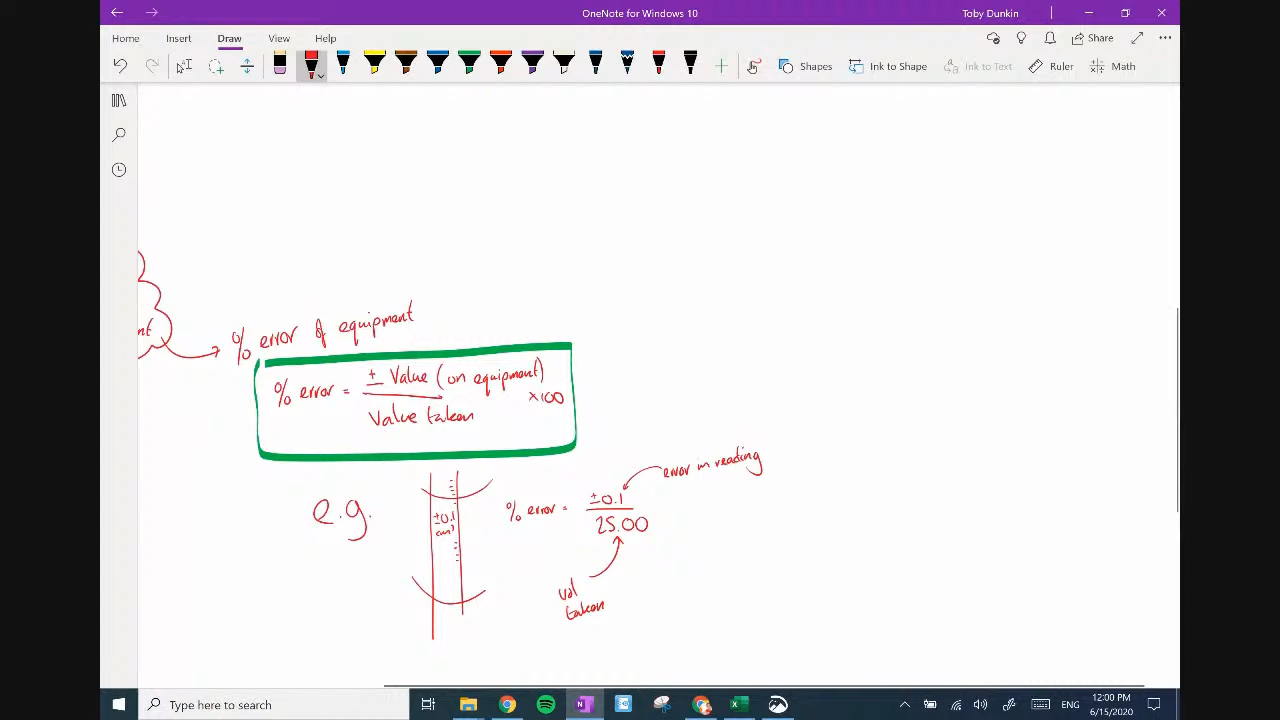 OneNote for Windows 10
Toby Dunkin
Home Insert Draw View Help
Share
Shapes
Ink to Shape
Ink to Text
Ruler
Math
nt
% error of equipment
% error = ± Value (on equipment)
Value taken
×100
e.g.
±0.1
cm³
% error =
±0.1
25.00
error in reading
vol
taken
Type here to search
ENG
12:00 PM
6/15/2020